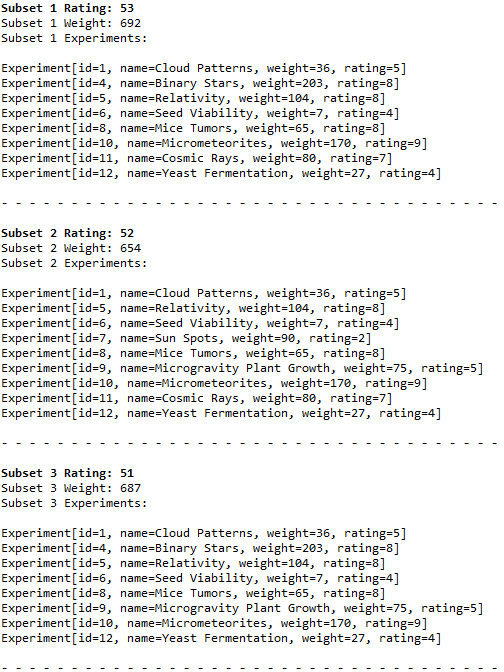 Subset 1 Rating: 53
Subset 1 Weight: 692
Subset 1 Experiments:
Experiment[id=1, name=Cloud Patterns, weight=36, rating=5]
Experiment[id=4, name=Binary Stars, weight=203, rating=8]
Experiment[id=5, name=Relativity, weight=104, rating=8]
Experiment[id=6, name=Seed Viability, weight=7, rating=4]
Experiment[id=8, name=Mice Tumors, weight=65, rating=8]
Experiment[id=10, name=Micrometeorites, weight=170, rating=9]
Experiment[id=11, name=Cosmic Rays, weight=80, rating=7]
Experiment[id=12, name=Yeast Fermentation, weight=27, rating=4]
- - - - - - - - - - - - - - - - - - - - - - - - - - - - - - - - - - - -
Subset 2 Rating: 52
Subset 2 Weight: 654
Subset 2 Experiments:
Experiment[id=1, name=Cloud Patterns, weight=36, rating=5]
Experiment[id=5, name=Relativity, weight=104, rating=8]
Experiment[id=6, name=Seed Viability, weight=7, rating=4]
Experiment[id=7, name=Sun Spots, weight=90, rating=2]
Experiment[id=8, name=Mice Tumors, weight=65, rating=8]
Experiment[id=9, name=Microgravity Plant Growth, weight=75, rating=5]
Experiment[id=10, name=Micrometeorites, weight=170, rating=9]
Experiment[id=11, name=Cosmic Rays, weight=80, rating=7]
Experiment[id=12, name=Yeast Fermentation, weight=27, rating=4]
- - - - - - - - - - - - - - - - - - - - - - - - - - - - - - - - - - - -
Subset 3 Rating: 51
Subset 3 Weight: 687
Subset 3 Experiments:
Experiment[id=1, name=Cloud Patterns, weight=36, rating=5]
Experiment[id=4, name=Binary Stars, weight=203, rating=8]
Experiment[id=5, name=Relativity, weight=104, rating=8]
Experiment[id=6, name=Seed Viability, weight=7, rating=4]
Experiment[id=8, name=Mice Tumors, weight=65, rating=8]
Experiment[id=9, name=Microgravity Plant Growth, weight=75, rating=5]
Experiment[id=10, name=Micrometeorites, weight=170, rating=9]
Experiment[id=12, name=Yeast Fermentation, weight=27, rating=4]
- - - - - - - - - - - - - - - - - - - - - - - - - - - - - - - - - - - -